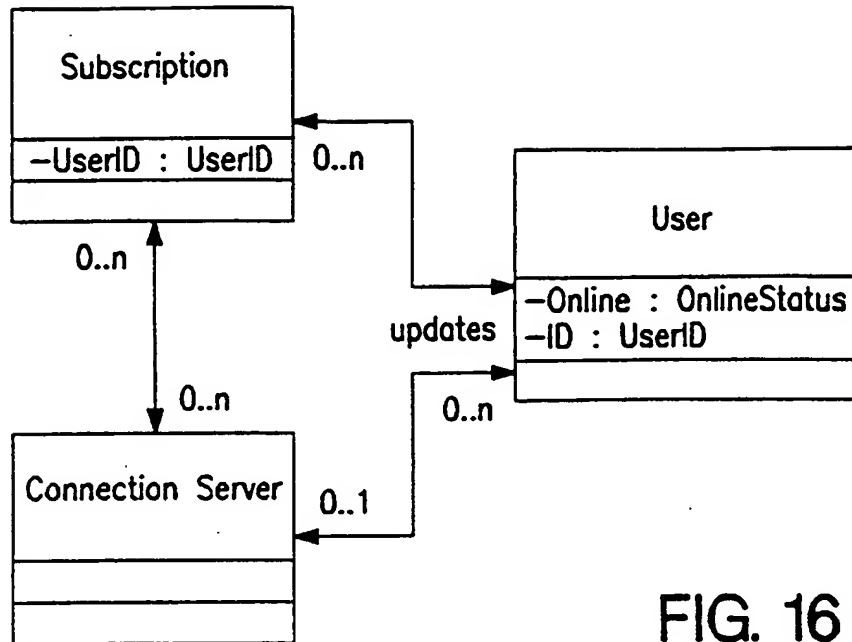 Subscription
-UserID : UserID
0..n
0..n
User
-Online : OnlineStatus
-ID : UserID
updates
0..n
0..n
Connection Server
0..1
FIG. 16